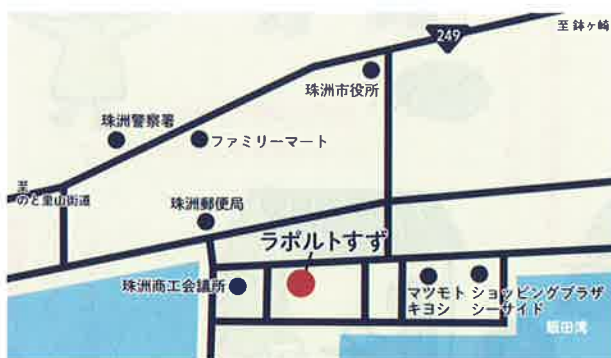 249
至鉢ヶ崎
珠洲市役所
珠洲警察署
ファミリーマート
至
のと里山街道
珠洲郵便局
ラポルトすず
珠洲商工会議所
マツモト
キヨシ
ショッピングプラザ
シーサイド
飯田湾